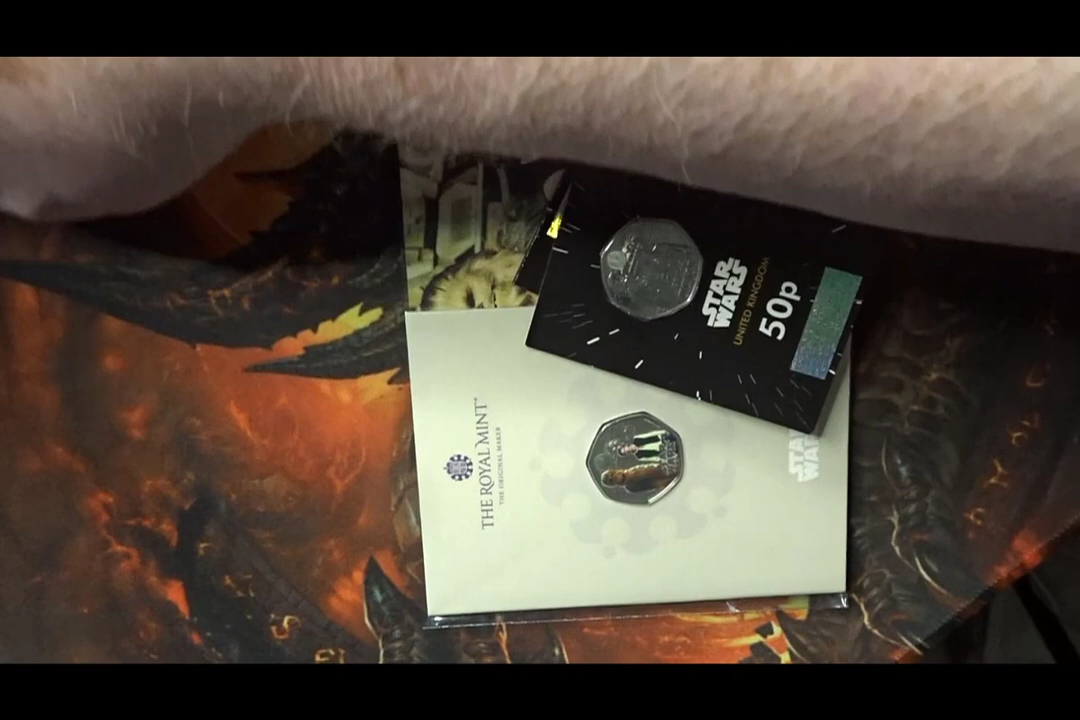 STAR
WARS
UNITED KINGDOM
50p
THE ROYAL MINT
THE ORIGINAL MAKER
STAR
WARS